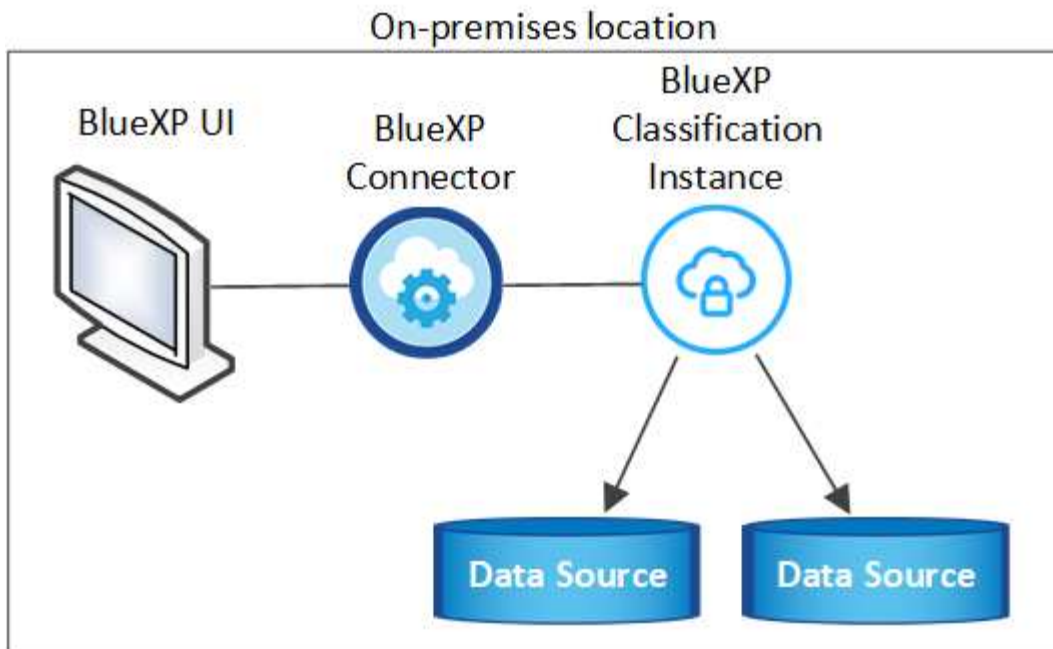 On-premises location
BlueXP UI
BlueXP
Connector
BlueXP
Classification
Instance
Data Source
Data Source